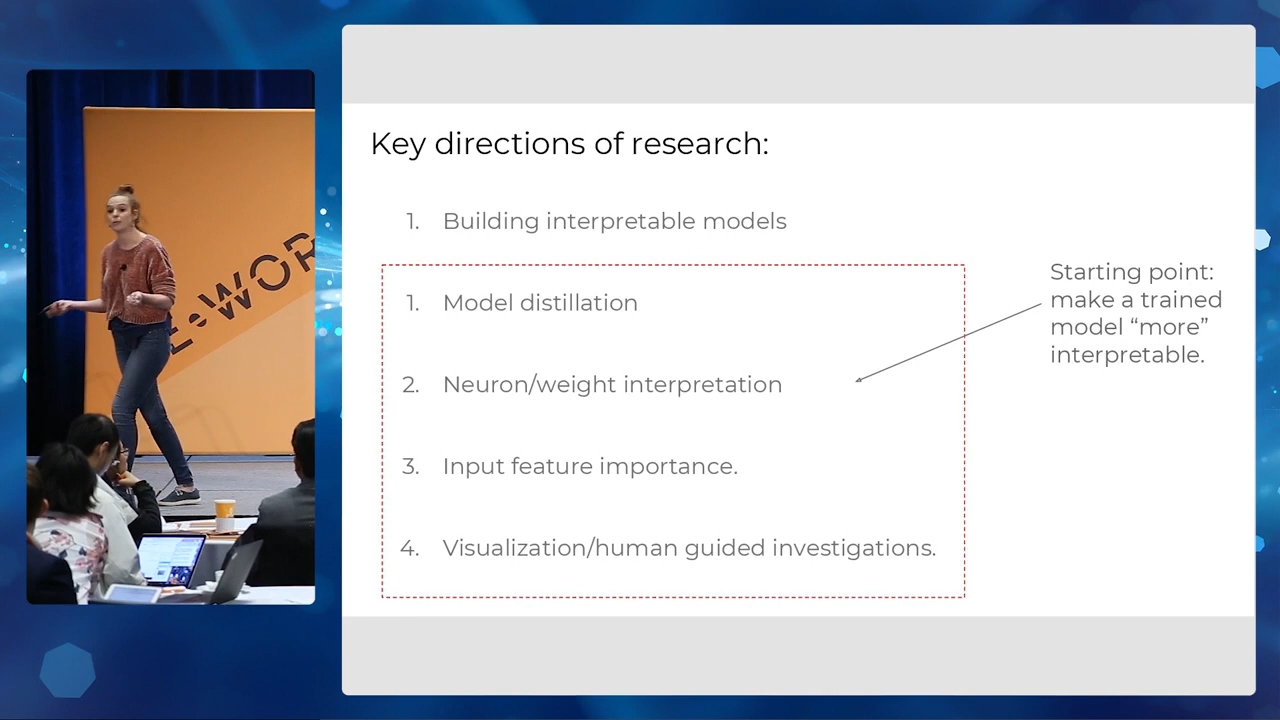 Key directions of research:
1. Building interpretable models
1. Model distillation
2. Neuron/weight interpretation
3. Input feature importance.
4. Visualization/human guided investigations.
Starting point:
make a trained
model “more”
interpretable.